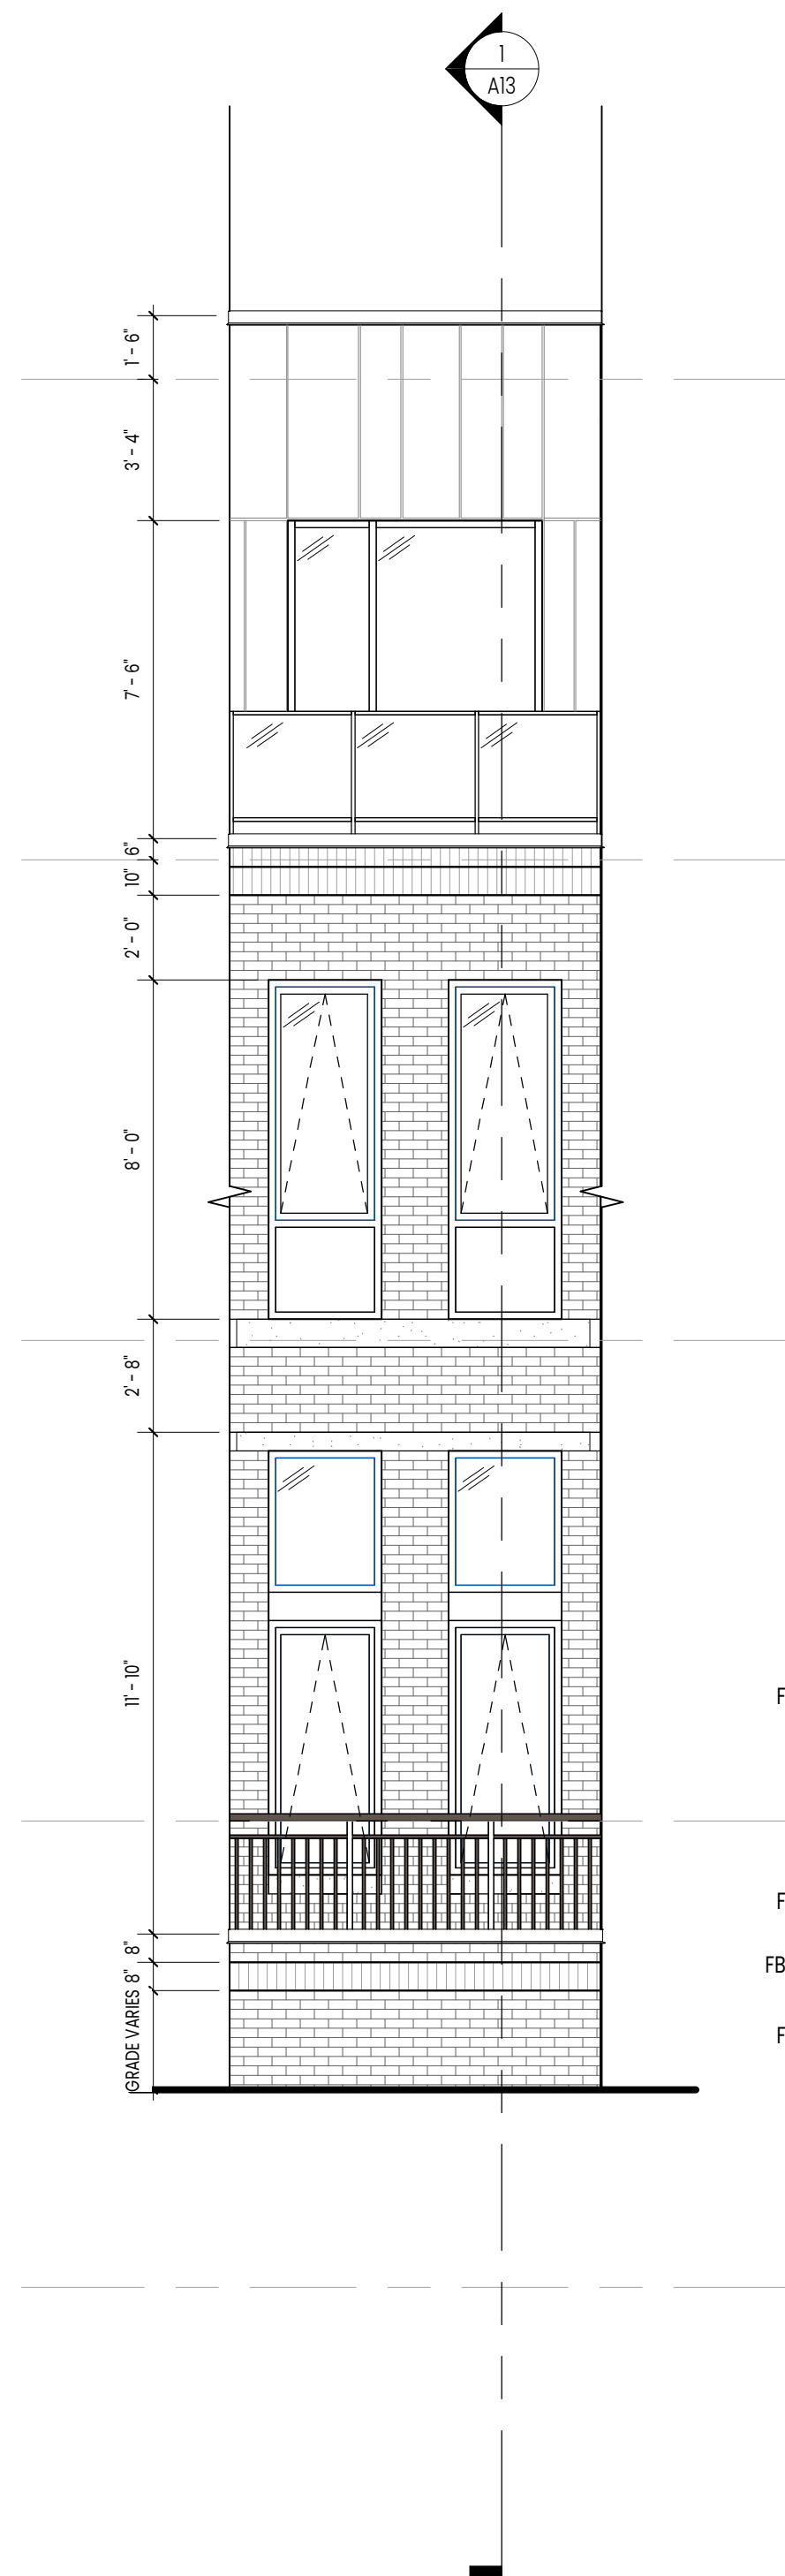 1
A13
1' - 6"
3' - 4"
7' - 6"
6"
10"
2' - 0"
8' - 0"
2' - 8"
11' - 10"
8"
8"
GRADE VARIES
F
F
FB
F